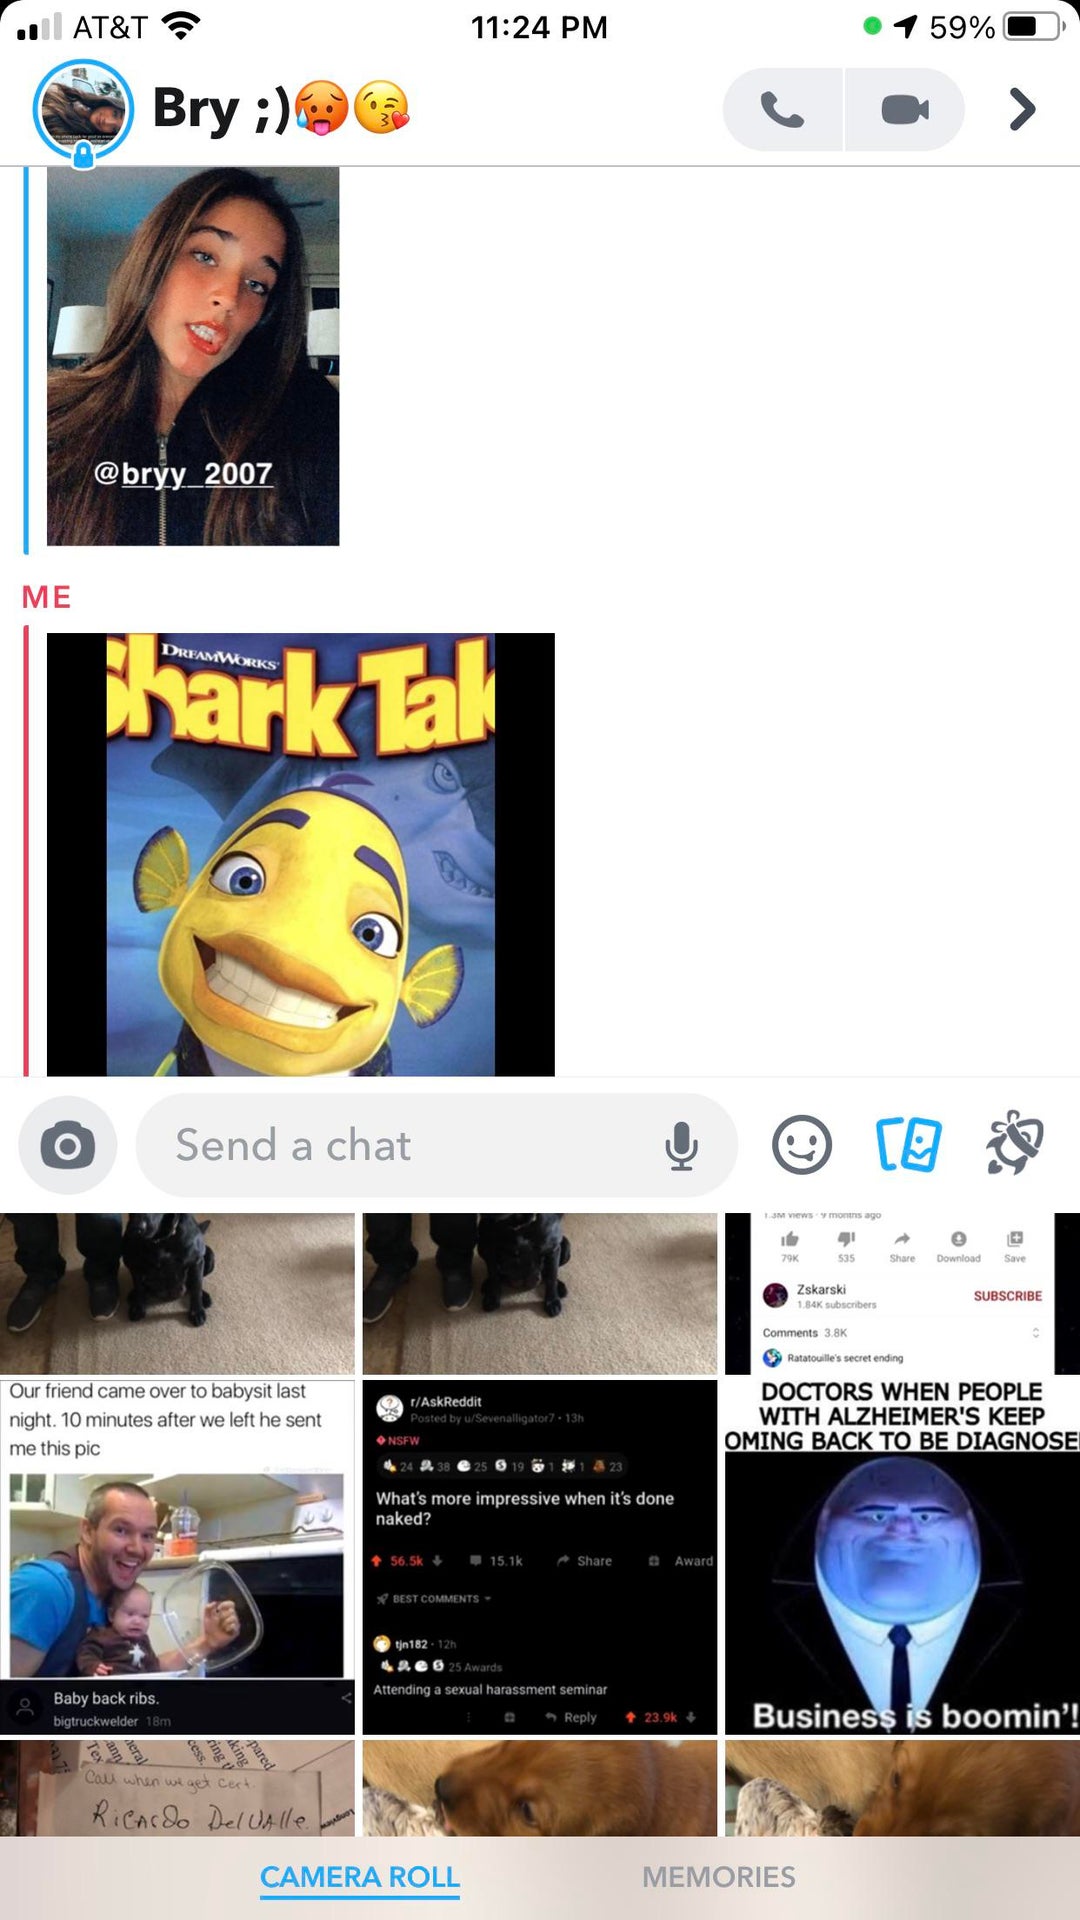 AT&T
11:24 PM
59%
Bry ;)🥵😘
@bryy_2007
ME
DREAMWORKS
Shark Tal
Send a chat
1.3M views · 9 months ago
79K
535
Share
Download
Save
Zskarski
1.84K subscribers
SUBSCRIBE
Comments 3.8K
Ratatouille's secret ending
Our friend came over to babysit last
night. 10 minutes after we left he sent
me this pic
Baby back ribs.
bigtruckwelder 18m
r/AskReddit
Posted by u/Sevenalligator7 · 13h
NSFW
24 38 25 19 1 1 23
What's more impressive when it's done
naked?
56.5k
15.1k
Share
Award
BEST COMMENTS
tjn182 · 12h
25 Awards
Attending a sexual harassment seminar
Reply
23.9k
DOCTORS WHEN PEOPLE
WITH ALZHEIMER'S KEEP
OMING BACK TO BE DIAGNOSE
Business is boomin'!
Call when we get cert.
Ricardo DelValle
CAMERA ROLL
MEMORIES